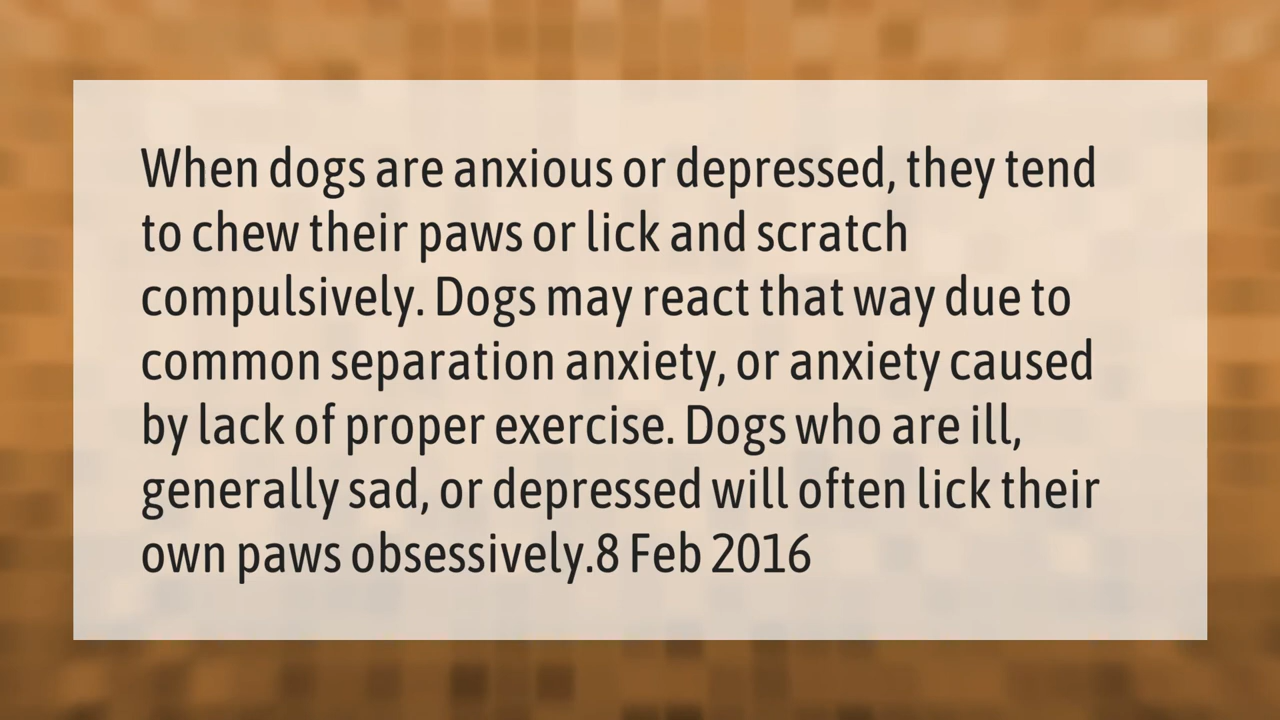 When dogs are anxious or depressed, they tend
to chew their paws or lick and scratch
compulsively. Dogs may react that way due to
common separation anxiety, or anxiety caused
by lack of proper exercise. Dogs who are ill,
generally sad, or depressed will often lick their
own paws obsessively.8 Feb 2016